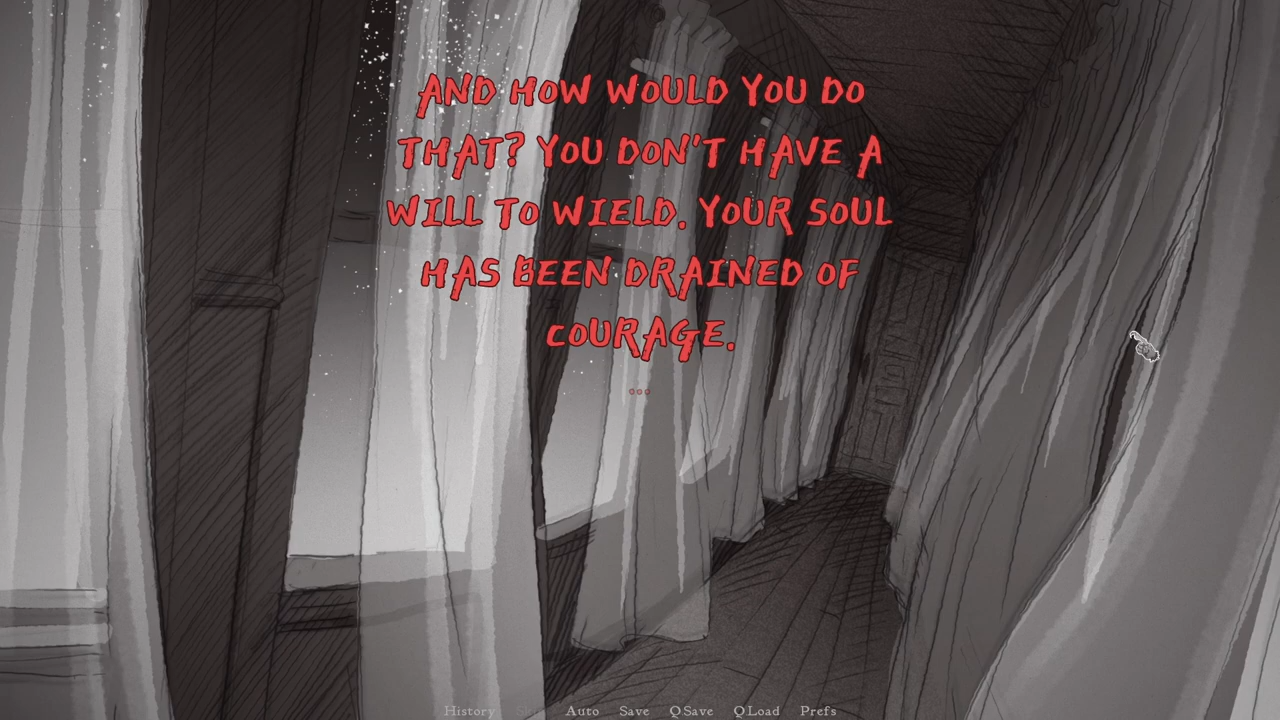 AND HOW WOULD YOU DO
THAT? YOU DON'T HAVE A
WILL TO WIELD. YOUR SOUL
HAS BEEN DRAINED OF
COURAGE.
History Skip Auto Save Q.Save Q.Load Prefs